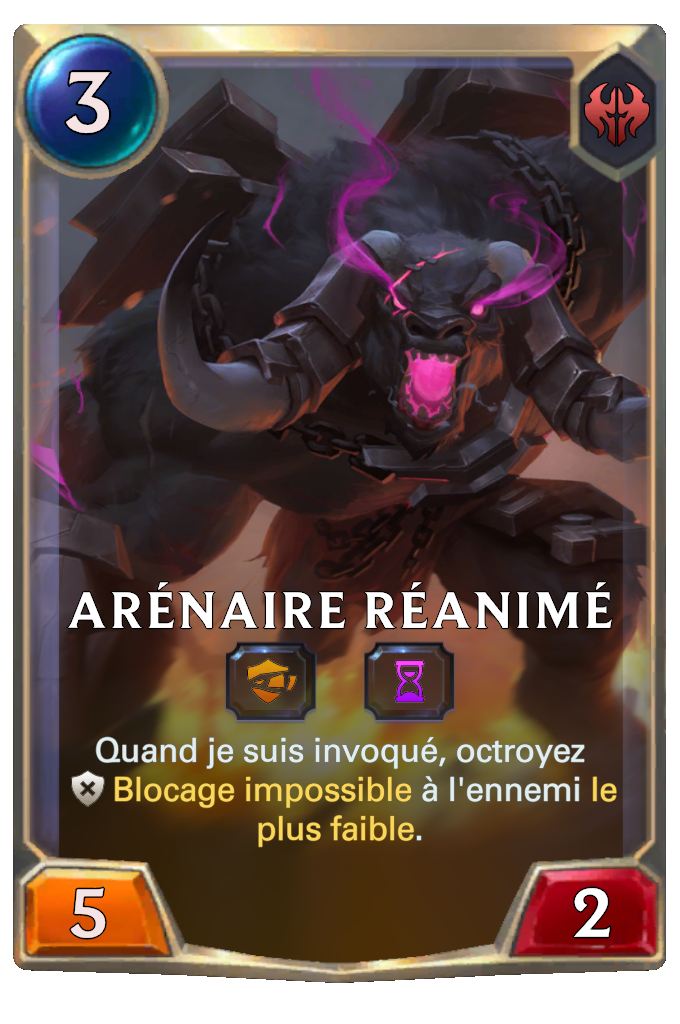 3
ARÉNAIRE RÉANIMÉ
Quand je suis invoqué, octroyez
Blocage impossible à l'ennemi le
plus faible.
5
2